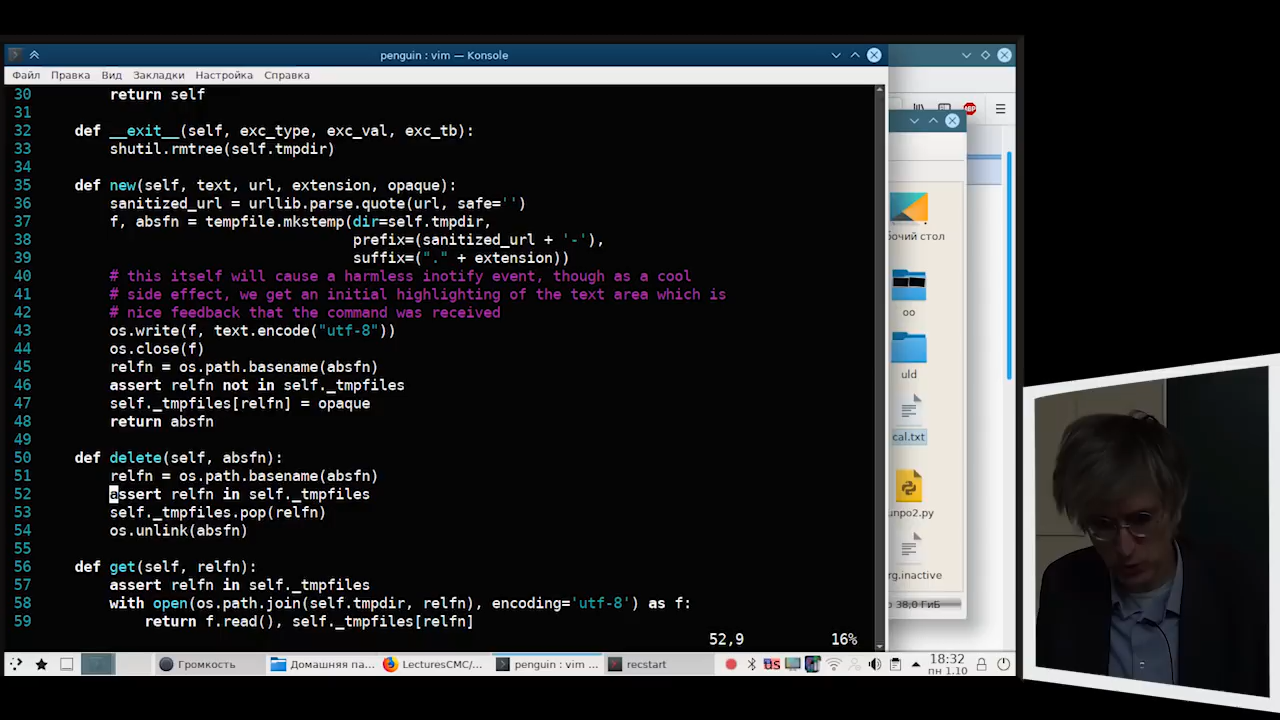 penguin : vim — Konsole
Файл Правка Вид Закладки Настройка Справка
30 return self
31
32 def __exit__(self, exc_type, exc_val, exc_tb):
33 shutil.rmtree(self.tmpdir)
34
35 def new(self, text, url, extension, opaque):
36 sanitized_url = urllib.parse.quote(url, safe='')
37 f, absfn = tempfile.mkstemp(dir=self.tmpdir,
38 prefix=(sanitized_url + '-'),
39 suffix=("." + extension))
40 # this itself will cause a harmless inotify event, though as a cool
41 # side effect, we get an initial highlighting of the text area which is
42 # nice feedback that the command was received
43 os.write(f, text.encode("utf-8"))
44 os.close(f)
45 relfn = os.path.basename(absfn)
46 assert relfn not in self._tmpfiles
47 self._tmpfiles[relfn] = opaque
48 return absfn
49
50 def delete(self, absfn):
51 relfn = os.path.basename(absfn)
52 assert relfn in self._tmpfiles
53 self._tmpfiles.pop(relfn)
54 os.unlink(absfn)
55
56 def get(self, relfn):
57 assert relfn in self._tmpfiles
58 with open(os.path.join(self.tmpdir, relfn), encoding='utf-8') as f:
59 return f.read(), self._tmpfiles[relfn]
52,9 16%
ABP
бочий стол
oo
uld
cal.txt
unpo2.py
rg.inactive
о 38,0 ГиБ
Громкость
Домашняя па...
LecturesCMC/...
penguin : vim ...
recstart
us
18:32
пн 1.10